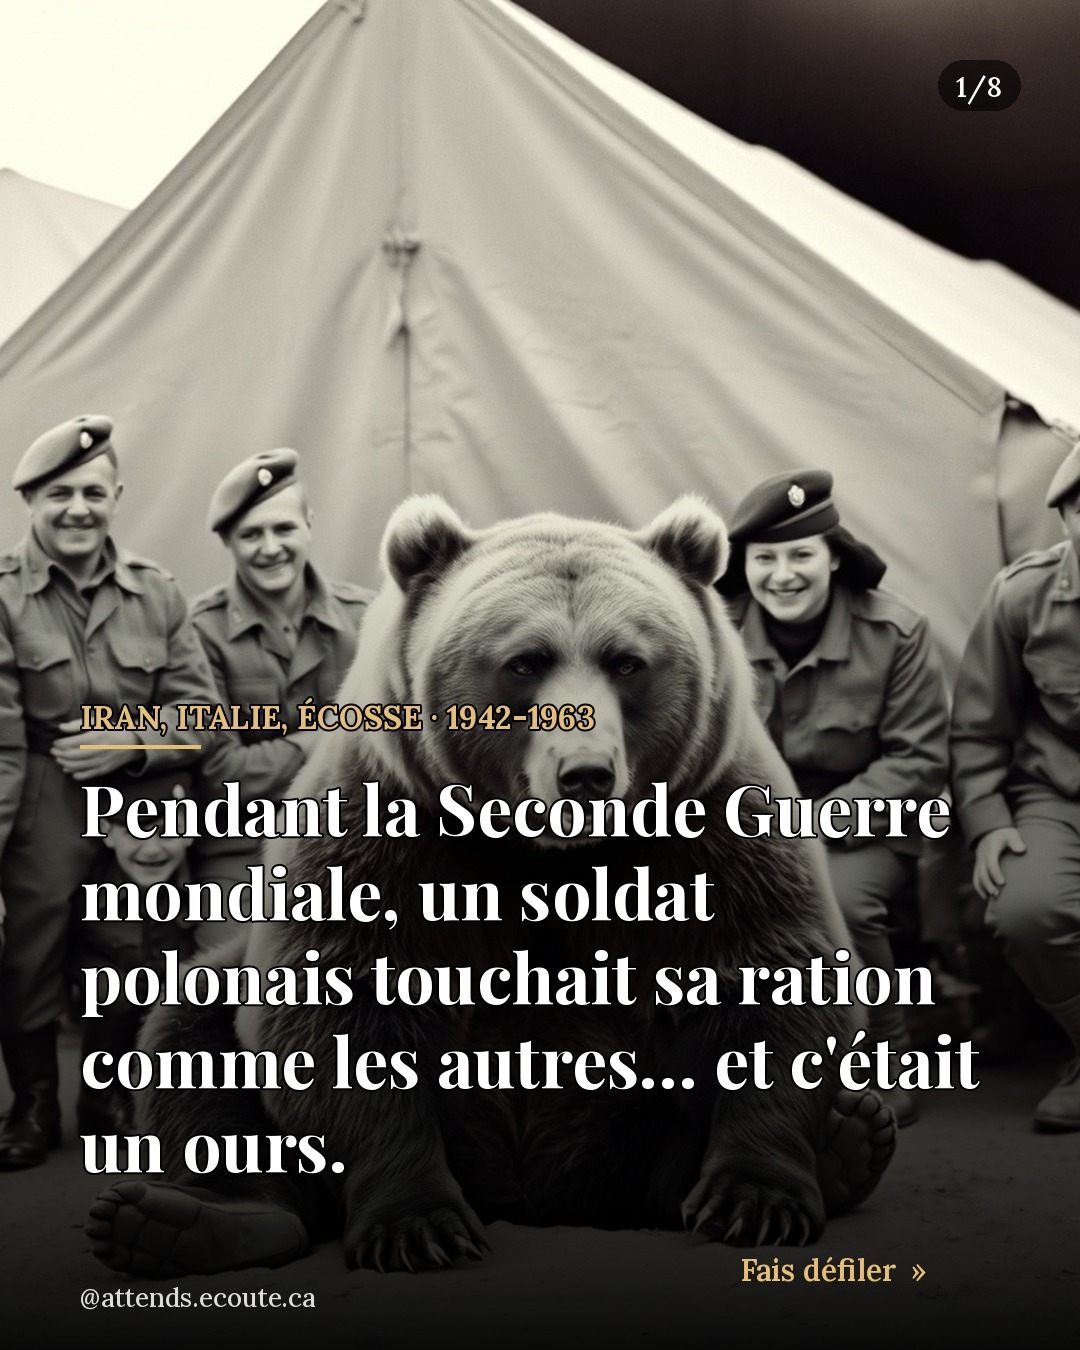 1/8
IRAN, ITALIE, ÉCOSSE · 1942–1963
Pendant la Seconde Guerre
mondiale, un soldat
polonais touchait sa ration
comme les autres... et c'était
un ours.
Fais défiler »
@attends.ecoute.ca